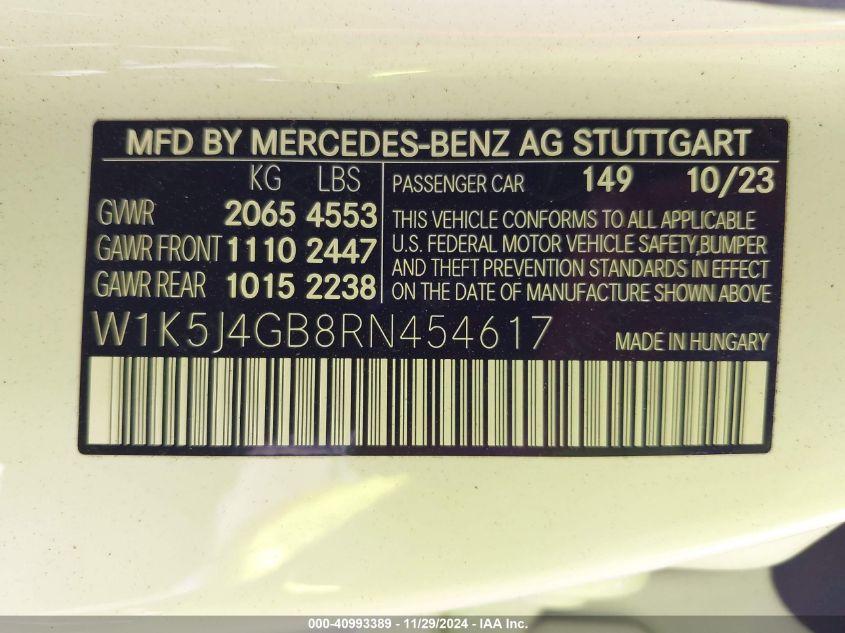 MFD BY MERCEDES-BENZ AG STUTTGART
KG LBS
GVWR 2065 4553
GAWR FRONT 1110 2447
GAWR REAR 1015 2238
PASSENGER CAR 149 10/23
THIS VEHICLE CONFORMS TO ALL APPLICABLE
U.S. FEDERAL MOTOR VEHICLE SAFETY,BUMPER
AND THEFT PREVENTION STANDARDS IN EFFECT
ON THE DATE OF MANUFACTURE SHOWN ABOVE
W1K5J4GB8RN454617
MADE IN HUNGARY
000-40993389 - 11/29/2024 - IAA Inc.